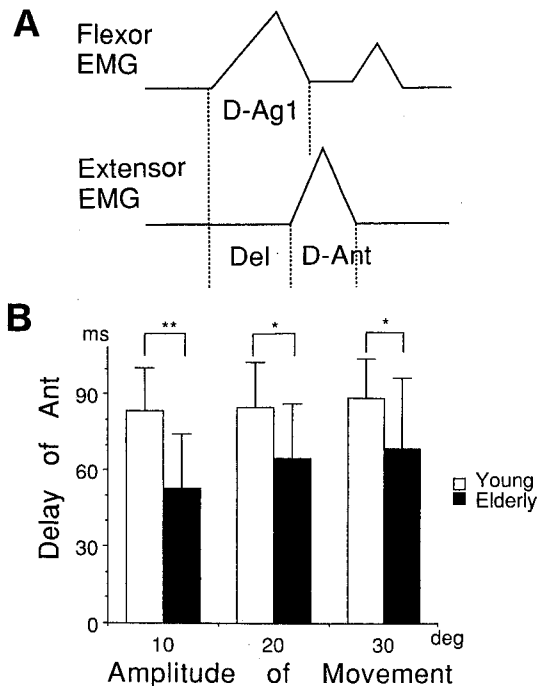 A
Flexor
EMG
D-Ag1
Extensor
EMG
Del
D-Ant
B
ms
**
*
*
90
60
30
0
Delay of Ant
Young
Elderly
10
20
30
deg
Amplitude of Movement